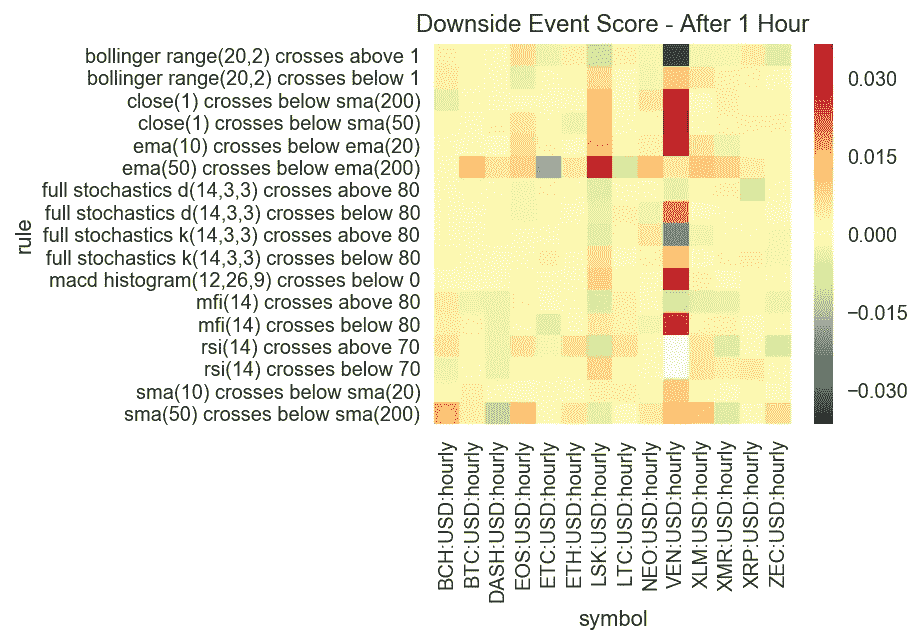 Downside Event Score - After 1 Hour
bollinger range(20,2) crosses above 1
bollinger range(20,2) crosses below 1
close(1) crosses below sma(200)
close(1) crosses below sma(50)
ema(10) crosses below ema(20)
ema(50) crosses below ema(200)
full stochastics d(14,3,3) crosses above 80
full stochastics d(14,3,3) crosses below 80
full stochastics k(14,3,3) crosses above 80
full stochastics k(14,3,3) crosses below 80
macd histogram(12,26,9) crosses below 0
mfi(14) crosses above 80
mfi(14) crosses below 80
rsi(14) crosses above 70
rsi(14) crosses below 70
sma(10) crosses below sma(20)
sma(50) crosses below sma(200)
rule
BCH:USD:hourly
BTC:USD:hourly
DASH:USD:hourly
EOS:USD:hourly
ETC:USD:hourly
ETH:USD:hourly
LSK:USD:hourly
LTC:USD:hourly
NEO:USD:hourly
VEN:USD:hourly
XLM:USD:hourly
XMR:USD:hourly
XRP:USD:hourly
ZEC:USD:hourly
symbol
0.030
0.015
0.000
−0.015
−0.030